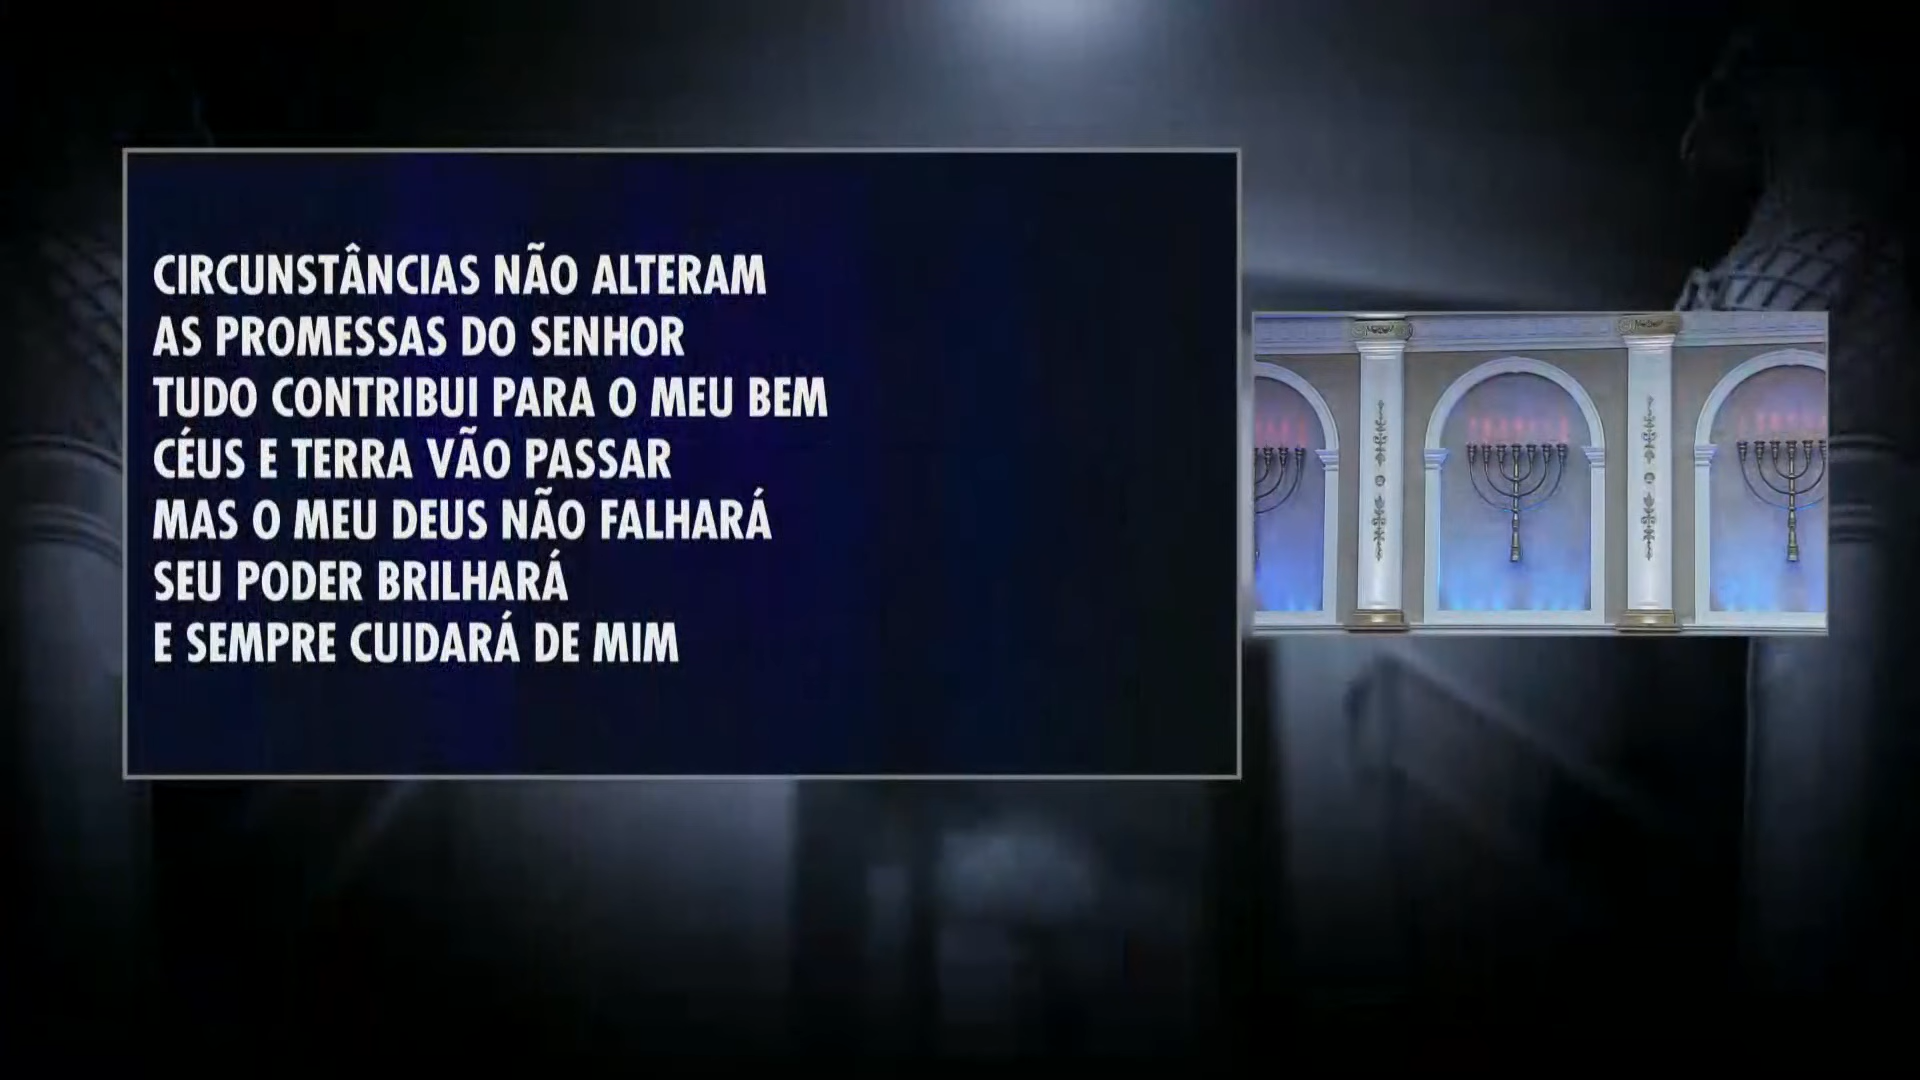 CIRCUNSTÂNCIAS NÃO ALTERAM
AS PROMESSAS DO SENHOR
TUDO CONTRIBUI PARA O MEU BEM
CÉUS E TERRA VÃO PASSAR
MAS O MEU DEUS NÃO FALHARÁ
SEU PODER BRILHARÁ
E SEMPRE CUIDARÁ DE MIM